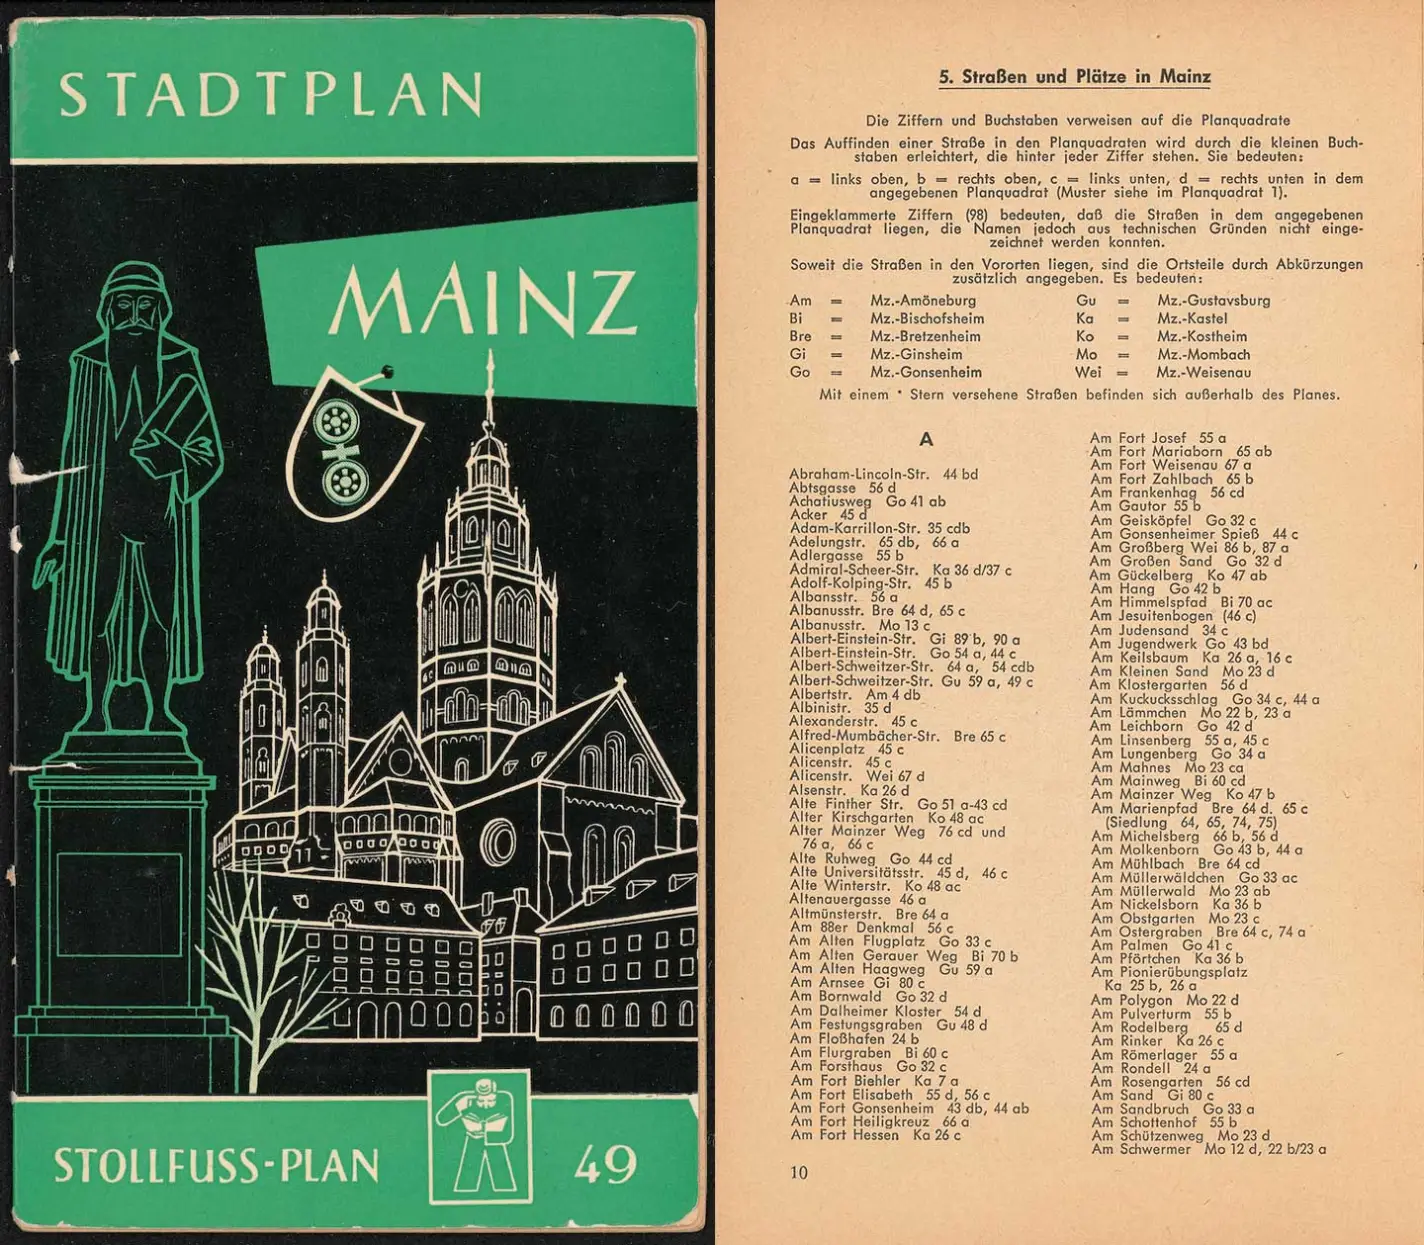 STADTPLAN
MAINZ
STOLLFUSS-PLAN
49
5. Straßen und Plätze in Mainz
Die Ziffern und Buchstaben verweisen auf die Planquadrate
Das Auffinden einer Straße in den Planquadraten wird durch die kleinen Buch-
staben erleichtert, die hinter jeder Ziffer stehen. Sie bedeuten:
a = links oben, b = rechts oben, c = links unten, d = rechts unten in dem
angegebenen Planquadrat (Muster siehe im Planquadrat 1).
Eingeklammerte Ziffern (98) bedeuten, daß die Straßen in dem angegebenen
Planquadrat liegen, die Namen jedoch aus technischen Gründen nicht einge-
zeichnet werden konnten.
Soweit die Straßen in den Vororten liegen, sind die Ortsteile durch Abkürzungen
zusätzlich angegeben. Es bedeuten:
Am = Mz.-Amöneburg
Bi = Mz.-Bischofsheim
Bre = Mz.-Bretzenheim
Gi = Mz.-Ginsheim
Go = Mz.-Gonsenheim
Gu = Mz.-Gustavsburg
Ka = Mz.-Kastel
Ko = Mz.-Kostheim
Mo = Mz.-Mombach
Wei = Mz.-Weisenau
Mit einem * Stern versehene Straßen befinden sich außerhalb des Planes.
A
Abraham-Lincoln-Str. 44 bd
Abtsgasse 56 d
Achatiusweg Go 41 ab
Acker 45 d
Adam-Karrillon-Str. 35 cdb
Adelungstr. 65 db, 66 a
Adlergasse 55 b
Admiral-Scheer-Str. Ka 36 d/37 c
Adolf-Kolping-Str. 45 b
Albansstr. 56 a
Albanusstr. Bre 64 d, 65 c
Albanusstr. Mo 13 c
Albert-Einstein-Str. Gi 89 b, 90 a
Albert-Einstein-Str. Go 54 a, 44 c
Albert-Schweitzer-Str. 64 a, 54 cdb
Albert-Schweitzer-Str. Gu 59 a, 49 c
Albertstr. Am 4 db
Albinistr. 35 d
Alexanderstr. 45 c
Alfred-Mumbächer-Str. Bre 65 c
Alicenplatz 45 c
Alicenstr. 45 c
Alicenstr. Wei 67 d
Alsenstr. Ka 26 d
Alte Finther Str. Go 51 a-43 cd
Alter Kirschgarten Ko 48 ac
Alter Mainzer Weg 76 cd und
76 a, 66 c
Alte Ruhweg Go 44 cd
Alte Universitätsstr. 45 d, 46 c
Alte Winterstr. Ko 48 ac
Altenauergasse 46 a
Altmünsterstr. Bre 64 a
Am 88er Denkmal 56 c
Am Alten Flugplatz Go 33 c
Am Alten Gerauer Weg Bi 70 b
Am Alten Haagweg Gu 59 a
Am Arnsee Gi 80 c
Am Bornwald Go 32 d
Am Dalheimer Kloster 54 d
Am Festungsgraben Gu 48 d
Am Floßhafen 24 b
Am Flurgraben Bi 60 c
Am Forsthaus Go 32 c
Am Fort Biehler Ka 7 a
Am Fort Elisabeth 55 d, 56 c
Am Fort Gonsenheim 43 db, 44 ab
Am Fort Heiligkreuz 66 a
Am Fort Hessen Ka 26 c
Am Fort Josef 55 a
Am Fort Mariaborn 65 ab
Am Fort Weisenau 67 a
Am Fort Zahlbach 65 b
Am Frankenhag 56 cd
Am Gautor 55 b
Am Geisköpfel Go 32 c
Am Gonsenheimer Spieß 44 c
Am Großberg Wei 86 b, 87 a
Am Großen Sand Go 32 d
Am Gückelberg Ko 47 ab
Am Hang Go 42 b
Am Himmelspfad Bi 70 ac
Am Jesuitenbogen (46 c)
Am Judensand 34 c
Am Jugendwerk Go 43 bd
Am Keilsbaum Ka 26 a, 16 c
Am Kleinen Sand Mo 23 d
Am Klostergarten 56 d
Am Kuckucksschlag Go 34 c, 44 a
Am Lämmchen Mo 22 b, 23 a
Am Leichborn Go 42 d
Am Linsenberg 55 a, 45 c
Am Lungenberg Go 34 a
Am Mahnes Mo 23 ca
Am Mainweg Bi 60 cd
Am Mainzer Weg Ko 47 b
Am Marienpfad Bre 64 d. 65 c
(Siedlung 64, 65, 74, 75)
Am Michelsberg 66 b, 56 d
Am Molkenborn Go 43 b, 44 a
Am Mühlbach Bre 64 cd
Am Müllerwäldchen Go 33 ac
Am Müllerwald Mo 23 ab
Am Nickelsborn Ka 36 b
Am Obstgarten Mo 23 c
Am Ostergraben Bre 64 c, 74 a
Am Palmen Go 41 c
Am Pförtchen Ka 36 b
Am Pionierübungsplatz
Ka 25 b, 26 a
Am Polygon Mo 22 d
Am Pulverturm 55 b
Am Rodelberg 65 d
Am Rinker Ka 26 c
Am Römerlager 55 a
Am Rondell 24 a
Am Rosengarten 56 cd
Am Sand Gi 80 c
Am Sandbruch Go 33 a
Am Schottenhof 55 b
Am Schützenweg Mo 23 d
Am Schwermer Mo 12 d, 22 b/23 a
10